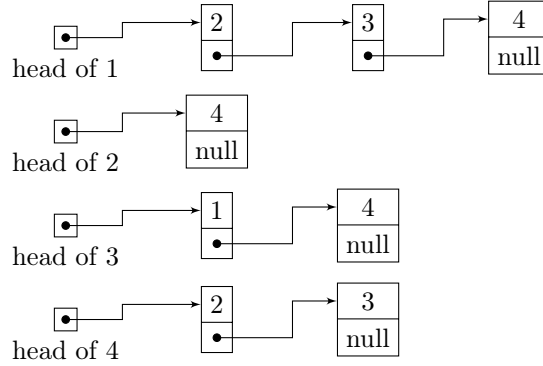 2 3 4
null
head of 1
4
null
head of 2
1 4
null
head of 3
2 3
null
head of 4